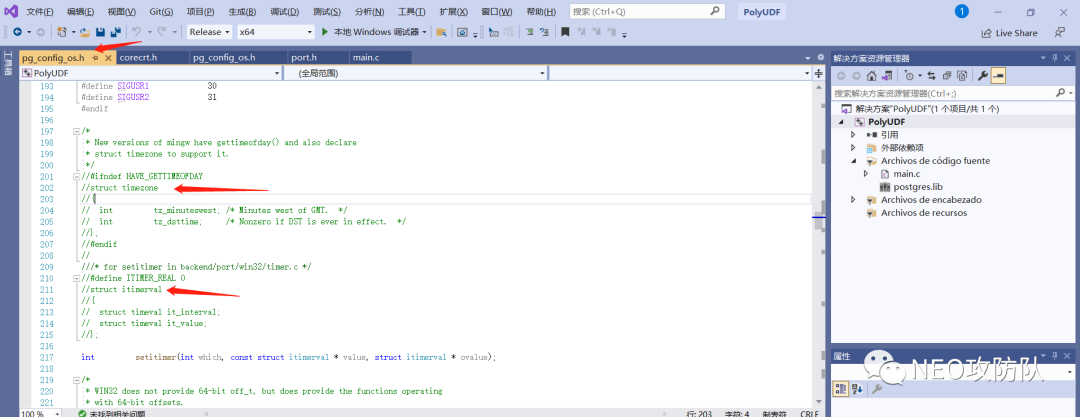 文件(F) 编辑(E) 视图(V) Git(G) 项目(P) 生成(B) 调试(D) 测试(S) 分析(N) 工具(T) 扩展(X) 窗口(W) 帮助(H) 搜索 (Ctrl+Q) PolyUDF 1
Release x64 本地 Windows 调试器 Live Share
工具箱
pg_config_os.h corecrt.h pg_config_os.h port.h main.c
PolyUDF (全局范围)
193 #define SIGUSR1 30
194 #define SIGUSR2 31
195 #endif
196
197 /*
198 * New versions of mingw have gettimeofday() and also declare
199 * struct timezone to support it.
200 */
201 //#ifndef HAVE_GETTIMEOFDAY
202 //struct timezone
203 //{
204 // int tz_minuteswest; /* Minutes west of GMT. */
205 // int tz_dsttime; /* Nonzero if DST is ever in effect. */
206 //};
207 //#endif
208 //
209 ///* for setitimer in backend/port/win32/timer.c */
210 //#define ITIMER_REAL 0
211 //struct itimerval
212 //{
213 // struct timeval it_interval;
214 // struct timeval it_value;
215 //};
216
217 int setitimer(int which, const struct itimerval * value, struct itimerval * ovalue);
218
219 /*
220 * WIN32 does not provide 64-bit off_t, but does provide the functions operating
221 * with 64-bit offsets.
100 % 未找到相关问题 行: 203 字符: 4 制表符 CRLF
解决方案资源管理器
搜索解决方案资源管理器(Ctrl+;)
解决方案"PolyUDF"(1 个项目/共 1 个)
PolyUDF
引用
外部依赖项
Archivos de código fuente
main.c
postgres.lib
Archivos de encabezado
Archivos de recursos
属性
NEO攻防队